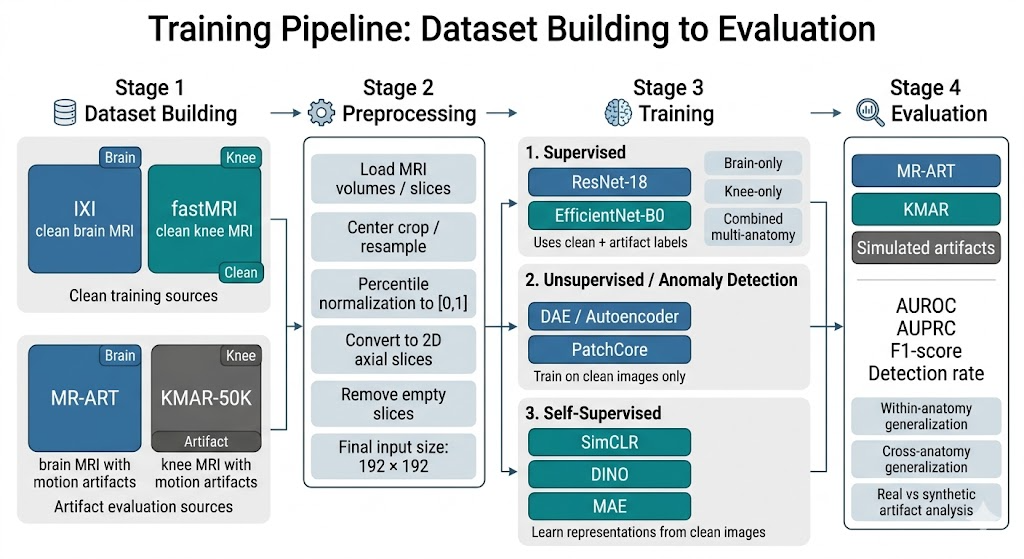 Training Pipeline: Dataset Building to Evaluation
Stage 1
Dataset Building
Brain
IXI
clean brain MRI
Knee
fastMRI
clean knee MRI
Clean
Clean training sources
Brain
MR-ART
Knee
KMAR-50K
Artifact
brain MRI with
motion artifacts
knee MRI with
motion artifacts
Artifact evaluation sources
Stage 2
Preprocessing
Load MRI
volumes / slices
Center crop /
resample
Percentile
normalization to [0,1]
Convert to 2D
axial slices
Remove empty
slices
Final input size:
192 × 192
Stage 3
Training
1. Supervised
ResNet-18
EfficientNet-B0
Uses clean + artifact labels
Brain-only
Knee-only
Combined
multi-anatomy
2. Unsupervised / Anomaly Detection
DAE / Autoencoder
PatchCore
Train on clean images only
3. Self-Supervised
SimCLR
DINO
MAE
Learn representations from clean images
Stage 4
Evaluation
MR-ART
KMAR
Simulated artifacts
AUROC
AUPRC
F1-score
Detection rate
Within-anatomy
generalization
Cross-anatomy
generalization
Real vs synthetic
artifact analysis